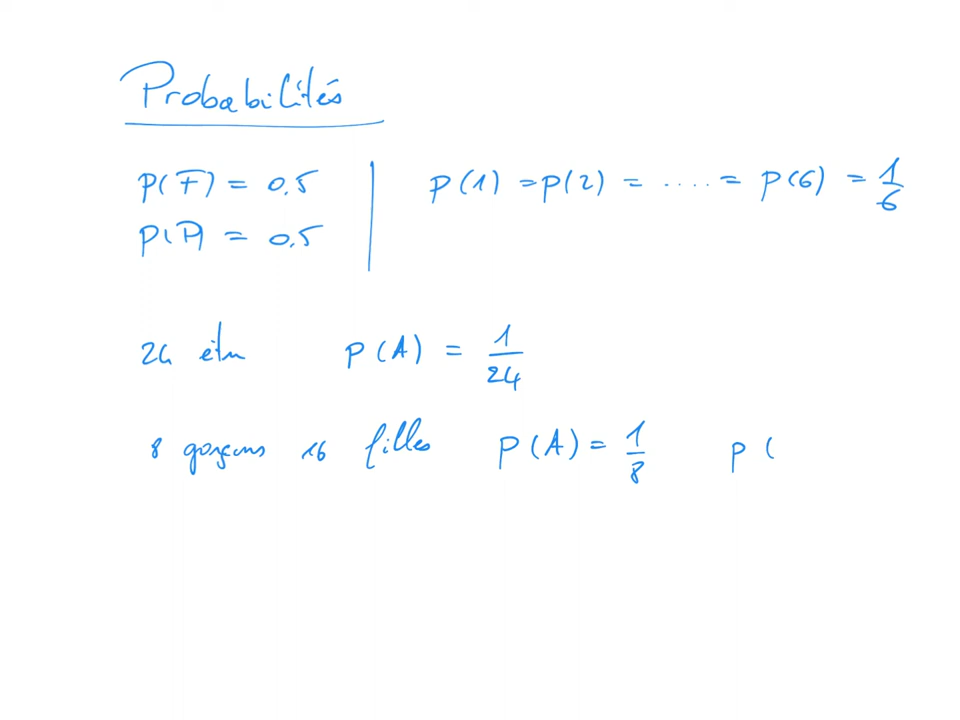 Probabilités
P(F) = 0.5 | p(1) = p(2) = .... = p(6) = 1/6
P(P) = 0.5
24 élm p(A) = 1/24
8 garçons 16 filles p(A) = 1/8 p(